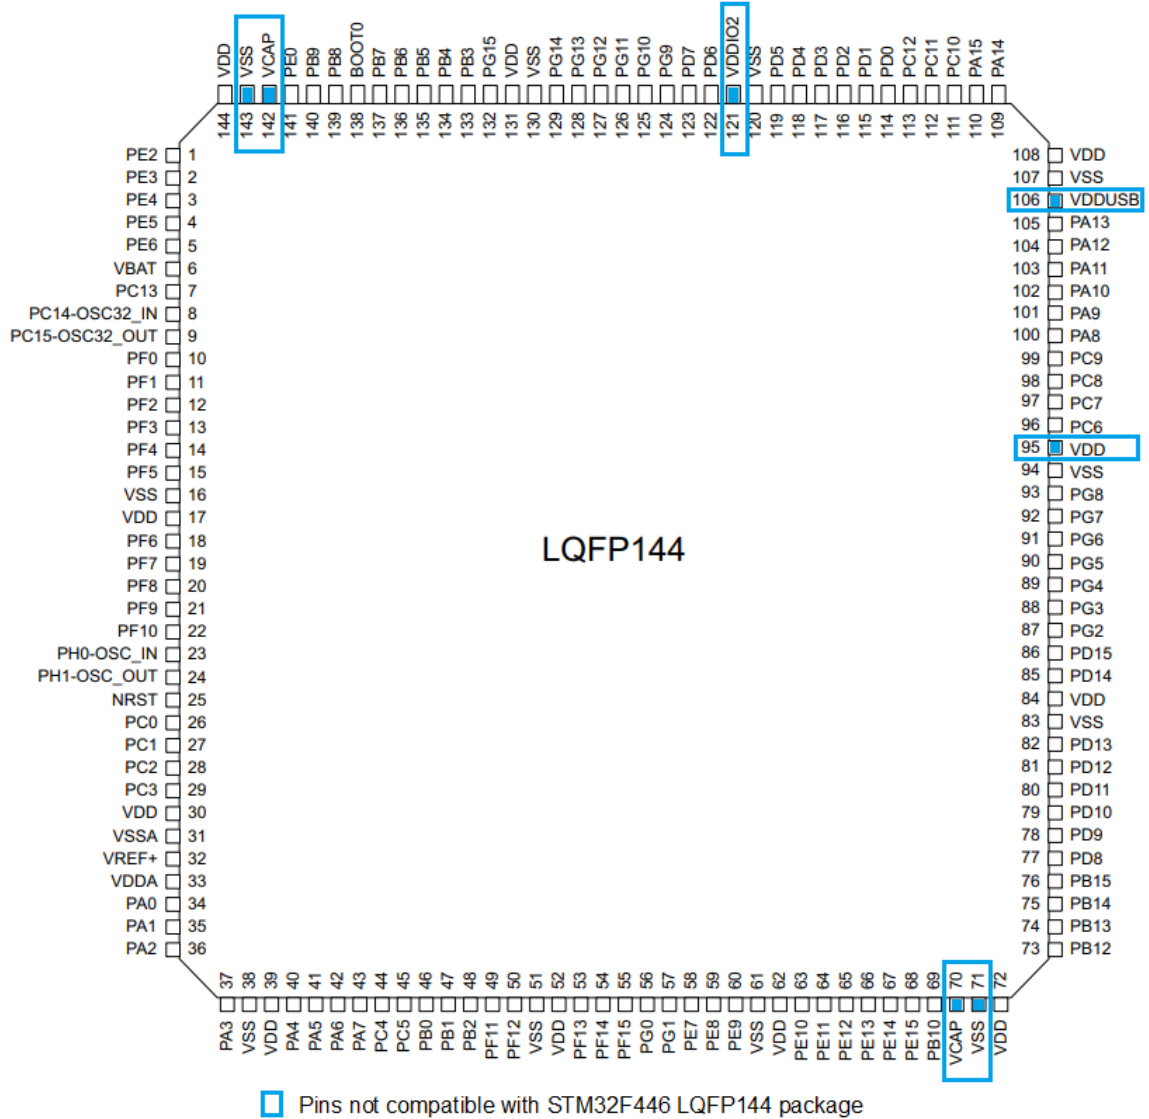 VDD
VSS
VCAP
PE0
PB9
PB8
BOOT0
PB7
PB6
PB5
PB4
PB3
PG15
VDD
VSS
PG14
PG13
PG12
PG11
PG10
PG9
PD7
PD6
VDDIO2
VSS
PD5
PD4
PD3
PD2
PD1
PD0
PC12
PC11
PC10
PA15
PA14
144
143
142
141
140
139
138
137
136
135
134
133
132
131
130
129
128
127
126
125
124
123
122
121
120
119
118
117
116
115
114
113
112
111
110
109
PE2 1
PE3 2
PE4 3
PE5 4
PE6 5
VBAT 6
PC13 7
PC14-OSC32_IN 8
PC15-OSC32_OUT 9
PF0 10
PF1 11
PF2 12
PF3 13
PF4 14
PF5 15
VSS 16
VDD 17
PF6 18
PF7 19
PF8 20
PF9 21
PF10 22
PH0-OSC_IN 23
PH1-OSC_OUT 24
NRST 25
PC0 26
PC1 27
PC2 28
PC3 29
VDD 30
VSSA 31
VREF+ 32
VDDA 33
PA0 34
PA1 35
PA2 36
LQFP144
108 VDD
107 VSS
106 VDDUSB
105 PA13
104 PA12
103 PA11
102 PA10
101 PA9
100 PA8
99 PC9
98 PC8
97 PC7
96 PC6
95 VDD
94 VSS
93 PG8
92 PG7
91 PG6
90 PG5
89 PG4
88 PG3
87 PG2
86 PD15
85 PD14
84 VDD
83 VSS
82 PD13
81 PD12
80 PD11
79 PD10
78 PD9
77 PD8
76 PB15
75 PB14
74 PB13
73 PB12
37
38
39
40
41
42
43
44
45
46
47
48
49
50
51
52
53
54
55
56
57
58
59
60
61
62
63
64
65
66
67
68
69
70
71
72
PA3
VSS
VDD
PA4
PA5
PA6
PA7
PC4
PC5
PB0
PB1
PB2
PF11
PF12
VSS
VDD
PF13
PF14
PF15
PG0
PG1
PE7
PE8
PE9
VSS
VDD
PE10
PE11
PE12
PE13
PE14
PE15
PB10
VCAP
VSS
VDD
Pins not compatible with STM32F446 LQFP144 package